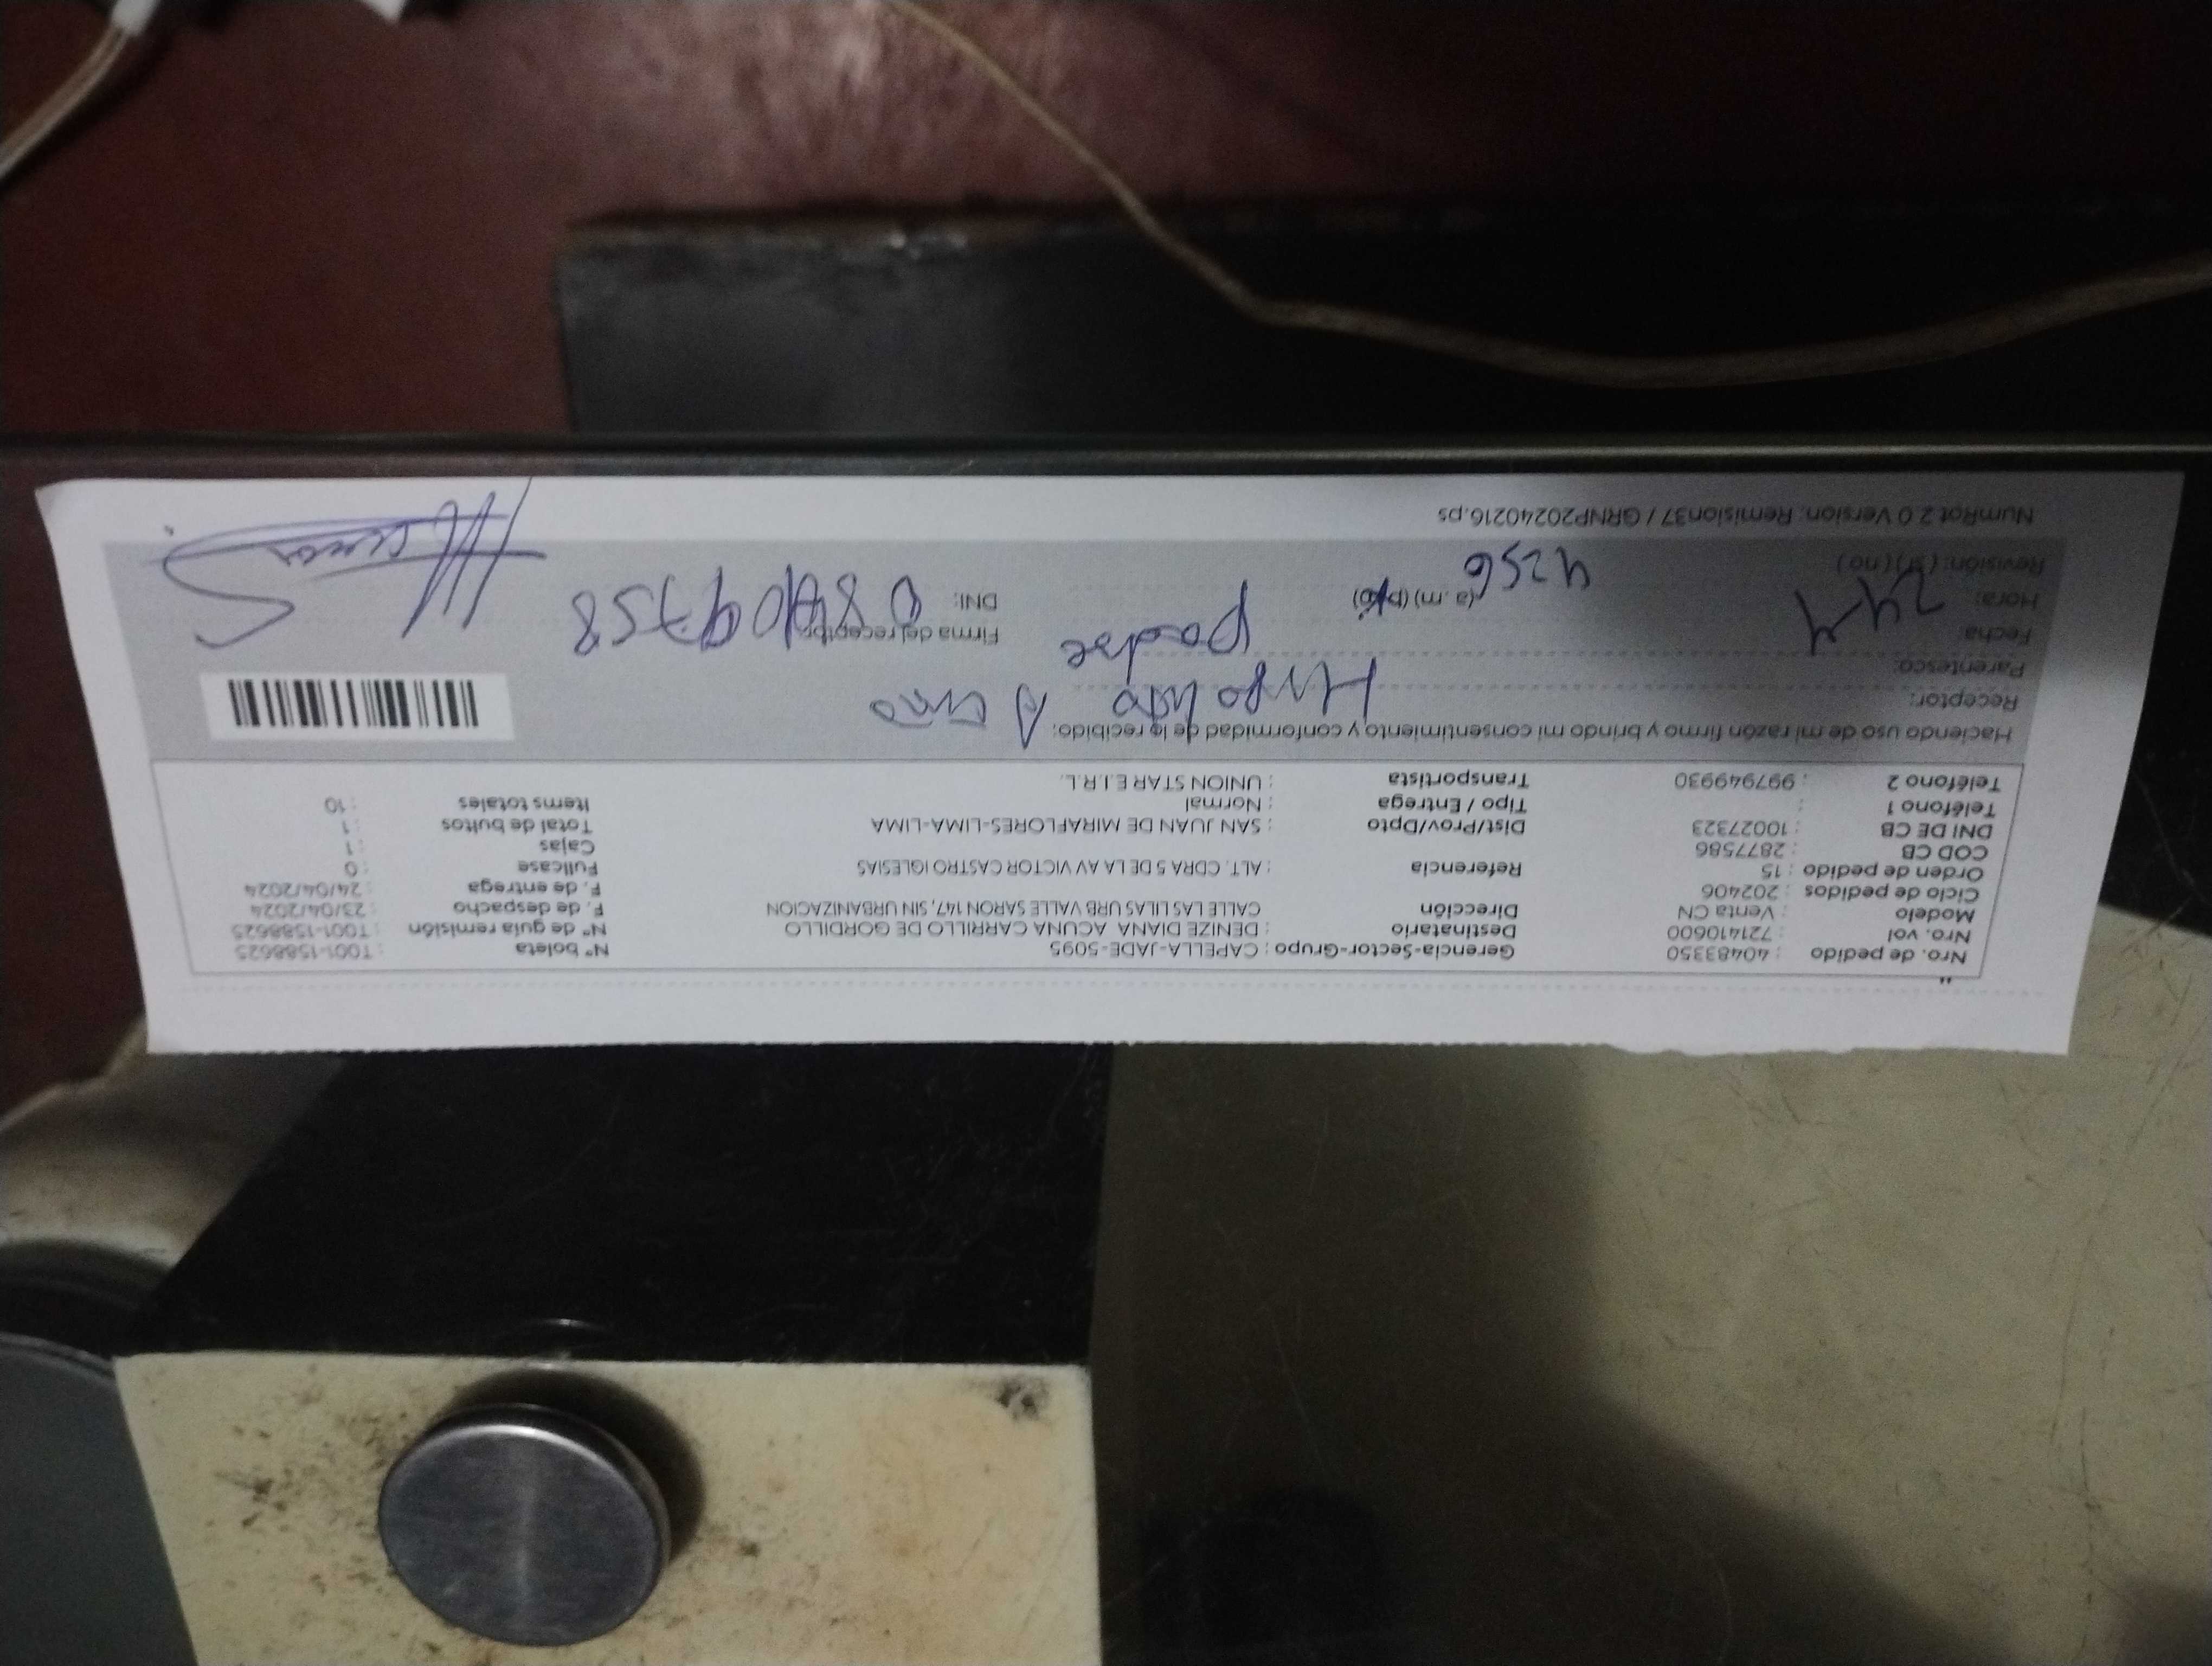 Nro. de pedido : 40483350 Gerencia-Sector-Grupo : CAPELLA-JADE-5095 Nº boleta : T001-1588625
Nro. vol : 721410600 Destinatario : DENIZE DIANA ACUNA CARRILLO DE GORDILLO Nº de guía remisión : T001-1588625
Modelo : Venta CN Dirección : CALLE LAS LILAS URB VALLE SARON 147, SIN URBANIZACION F. de despacho : 23/04/2024
Ciclo de pedidos : 202406 F. de entrega : 24/04/2024
Orden de pedido : 15 Referencia : ALT. CDRA 5 DE LA AV VICTOR CASTRO IGLESIAS Fullcase : 0
COD CB : 2877586 Cajas : 1
DNI DE CB : 10027323 Dist/Prov/Dpto : SAN JUAN DE MIRAFLORES-LIMA-LIMA Total de bultos : 1
Teléfono 1 : Tipo / Entrega : Normal Items totales : 10
Teléfono 2 : 997949930 Transportista : UNION STAR E.I.R.L.
Haciendo uso de mi razón firmo y brindo mi consentimiento y conformidad de lo recibido:
Receptor:
Parentesco: padre
Fecha: Firma del receptor:
Hora: 4256 (a.m) DNI:
Revisión: (si) (no)
NumRot 2.0 Version: Remision37 / GRNP20240216.ps